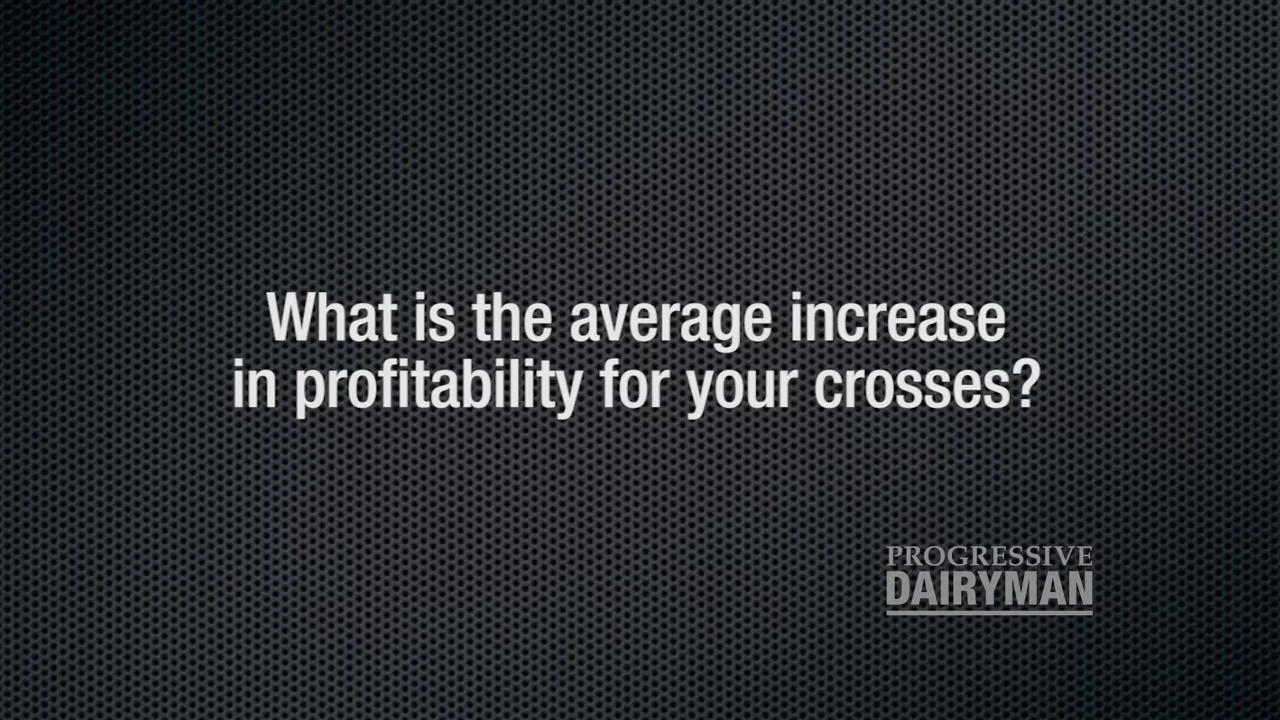 What is the average increase
in profitability for your crosses?
PROGRESSIVE
DAIRYMAN